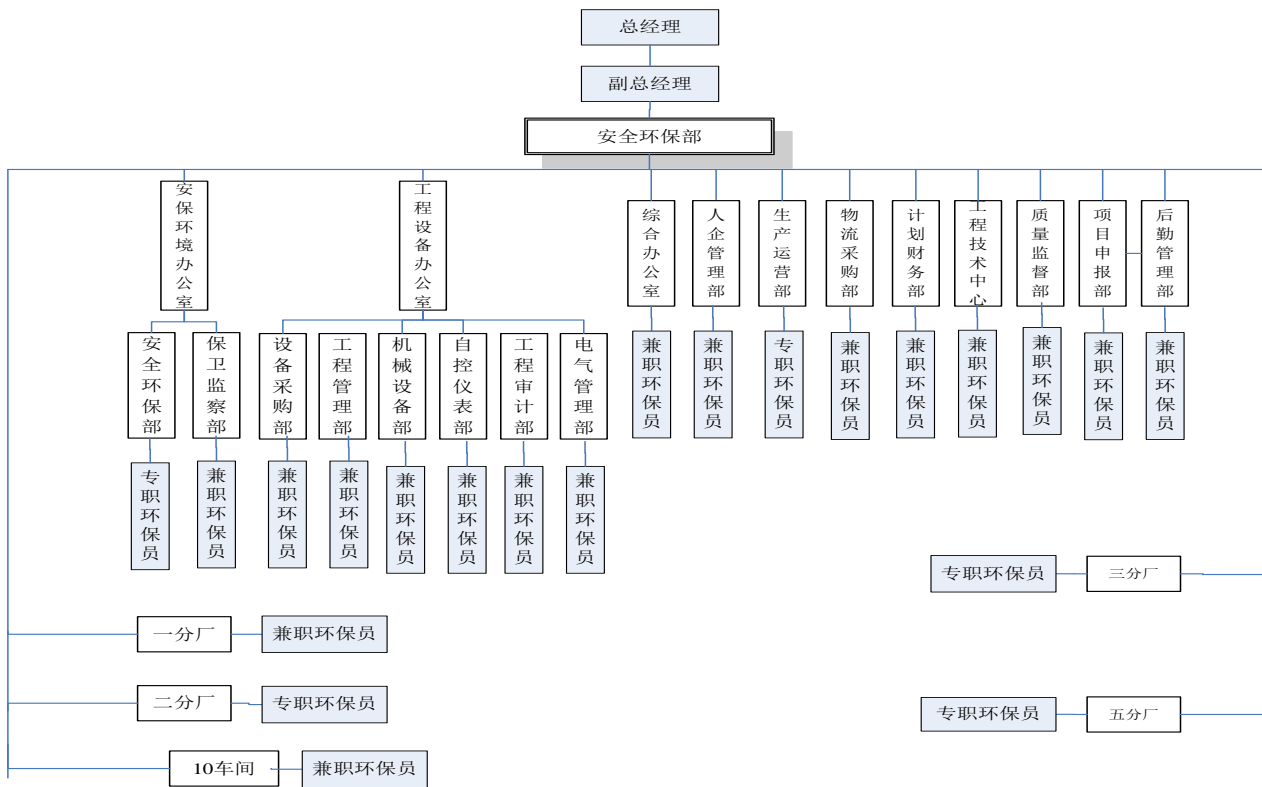 总经理
副总经理
安全环保部
安保环境办公室
工程设备办公室
综合办公室
人企管理部
生产运营部
物流采购部
计划财务部
工程技术中心
质量监督部
项目申报部
后勤管理部
安全环保部
保卫监察部
设备采购部
工程管理部
机械设备部
自控仪表部
工程审计部
电气管理部
兼职环保员
兼职环保员
专职环保员
兼职环保员
兼职环保员
兼职环保员
兼职环保员
兼职环保员
兼职环保员
专职环保员
兼职环保员
兼职环保员
兼职环保员
兼职环保员
兼职环保员
兼职环保员
兼职环保员
专职环保员
三分厂
一分厂
兼职环保员
二分厂
专职环保员
专职环保员
五分厂
10车间
兼职环保员